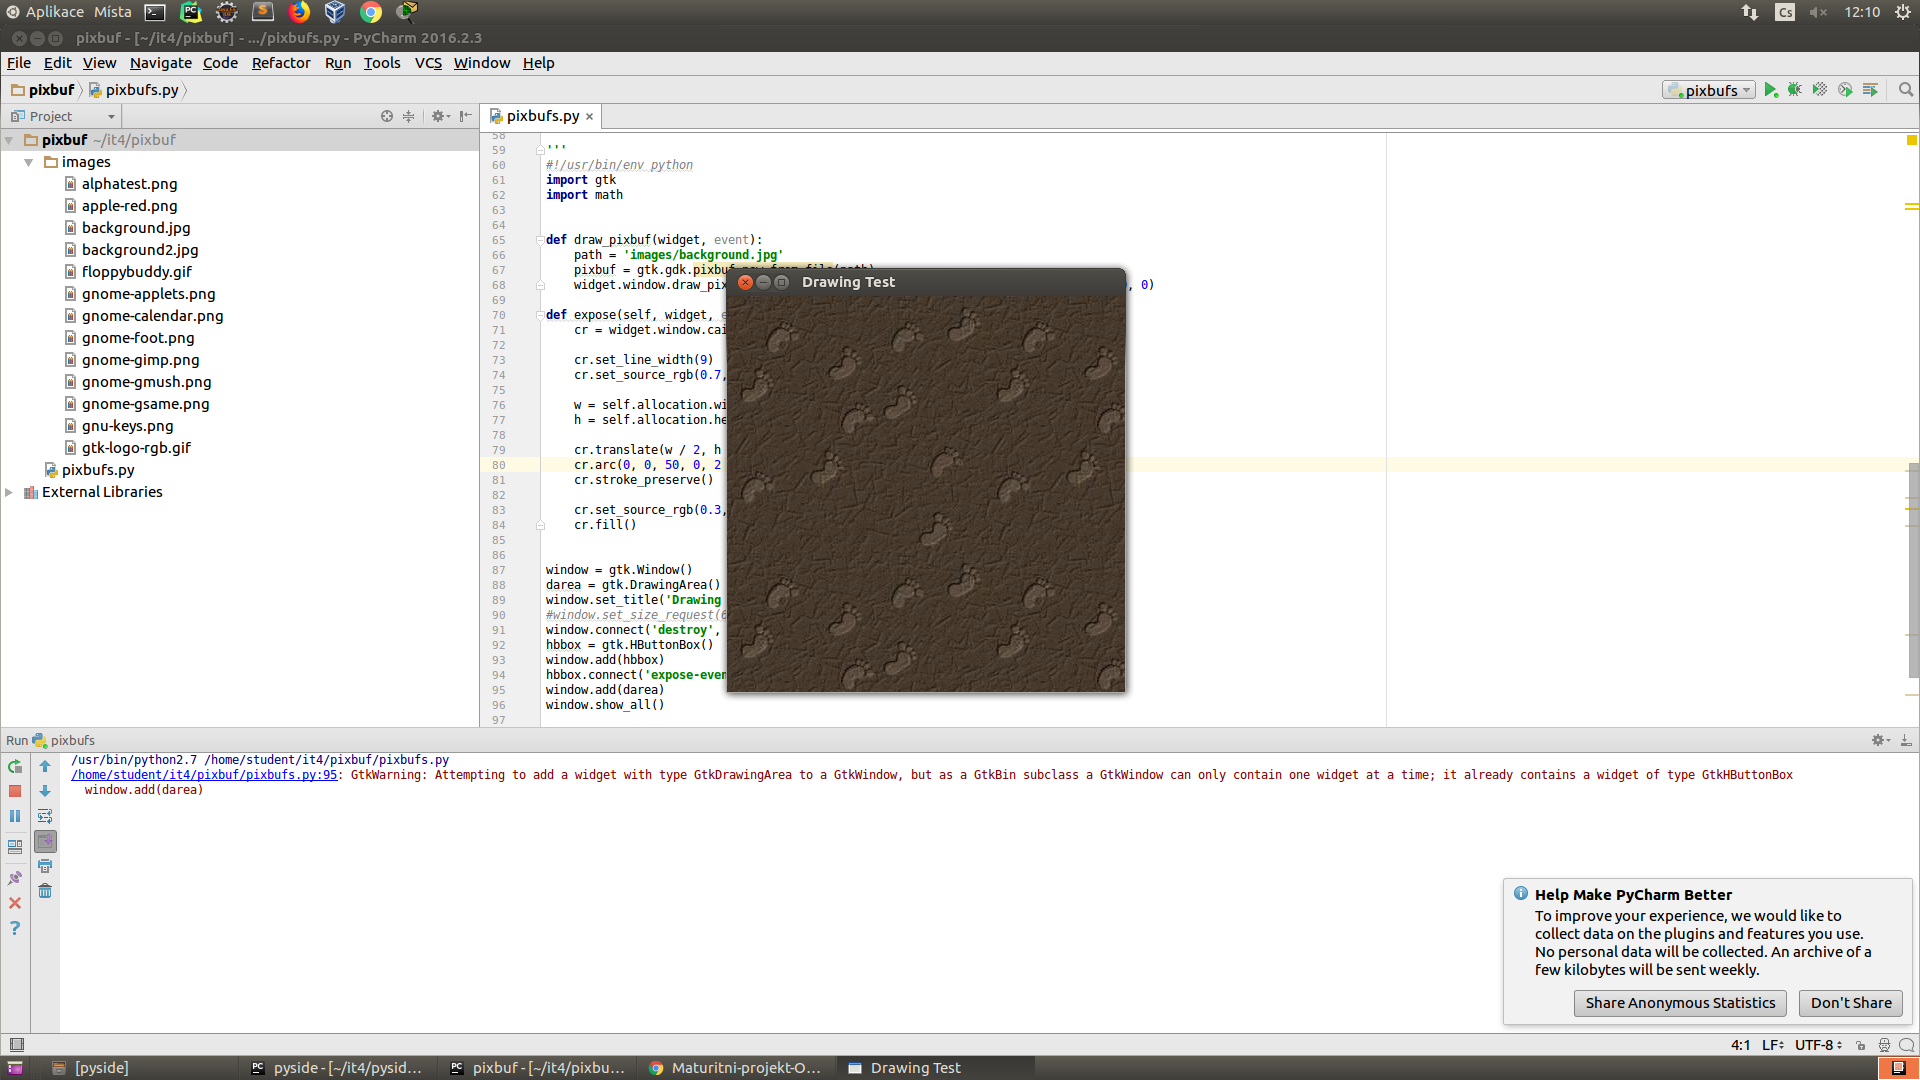 Aplikace Místa
Cs
12:10
pixbuf - [~/it4/pixbuf] - .../pixbufs.py - PyCharm 2016.2.3
File Edit View Navigate Code Refactor Run Tools VCS Window Help
pixbuf pixbufs.py
pixbufs
Project
pixbufs.py
pixbuf ~/it4/pixbuf
images
alphatest.png
apple-red.png
background.jpg
background2.jpg
floppybuddy.gif
gnome-applets.png
gnome-calendar.png
gnome-foot.png
gnome-gimp.png
gnome-gmush.png
gnome-gsame.png
gnu-keys.png
gtk-logo-rgb.gif
pixbufs.py
External Libraries
58
59 '''
60 #!/usr/bin/env python
61 import gtk
62 import math
63
64
65 def draw_pixbuf(widget, event):
66 path = 'images/background.jpg'
67 pixbuf = gtk.gdk.pixbuf_new_from_file(path)
68 widget.window.draw_pix , 0)
69
70 def expose(self, widget, e
71 cr = widget.window.cai
72
73 cr.set_line_width(9)
74 cr.set_source_rgb(0.7,
75
76 w = self.allocation.wi
77 h = self.allocation.he
78
79 cr.translate(w / 2, h
80 cr.arc(0, 0, 50, 0, 2
81 cr.stroke_preserve()
82
83 cr.set_source_rgb(0.3,
84 cr.fill()
85
86
87 window = gtk.Window()
88 darea = gtk.DrawingArea()
89 window.set_title('Drawing
90 #window.set_size_request(6
91 window.connect('destroy',
92 hbbox = gtk.HButtonBox()
93 window.add(hbbox)
94 hbbox.connect('expose-even
95 window.add(darea)
96 window.show_all()
97
Drawing Test
Run pixbufs
/usr/bin/python2.7 /home/student/it4/pixbuf/pixbufs.py
/home/student/it4/pixbuf/pixbufs.py:95: GtkWarning: Attempting to add a widget with type GtkDrawingArea to a GtkWindow, but as a GtkBin subclass a GtkWindow can only contain one widget at a time; it already contains a widget of type GtkHButtonBox
window.add(darea)
Help Make PyCharm Better
To improve your experience, we would like to
collect data on the plugins and features you use.
No personal data will be collected. An archive of a
few kilobytes will be sent weekly.
Share Anonymous Statistics
Don't Share
4:1 LF UTF-8
[pyside]
pyside - [~/it4/pysid...
pixbuf - [~/it4/pixbu...
Maturitni-projekt-O...
Drawing Test